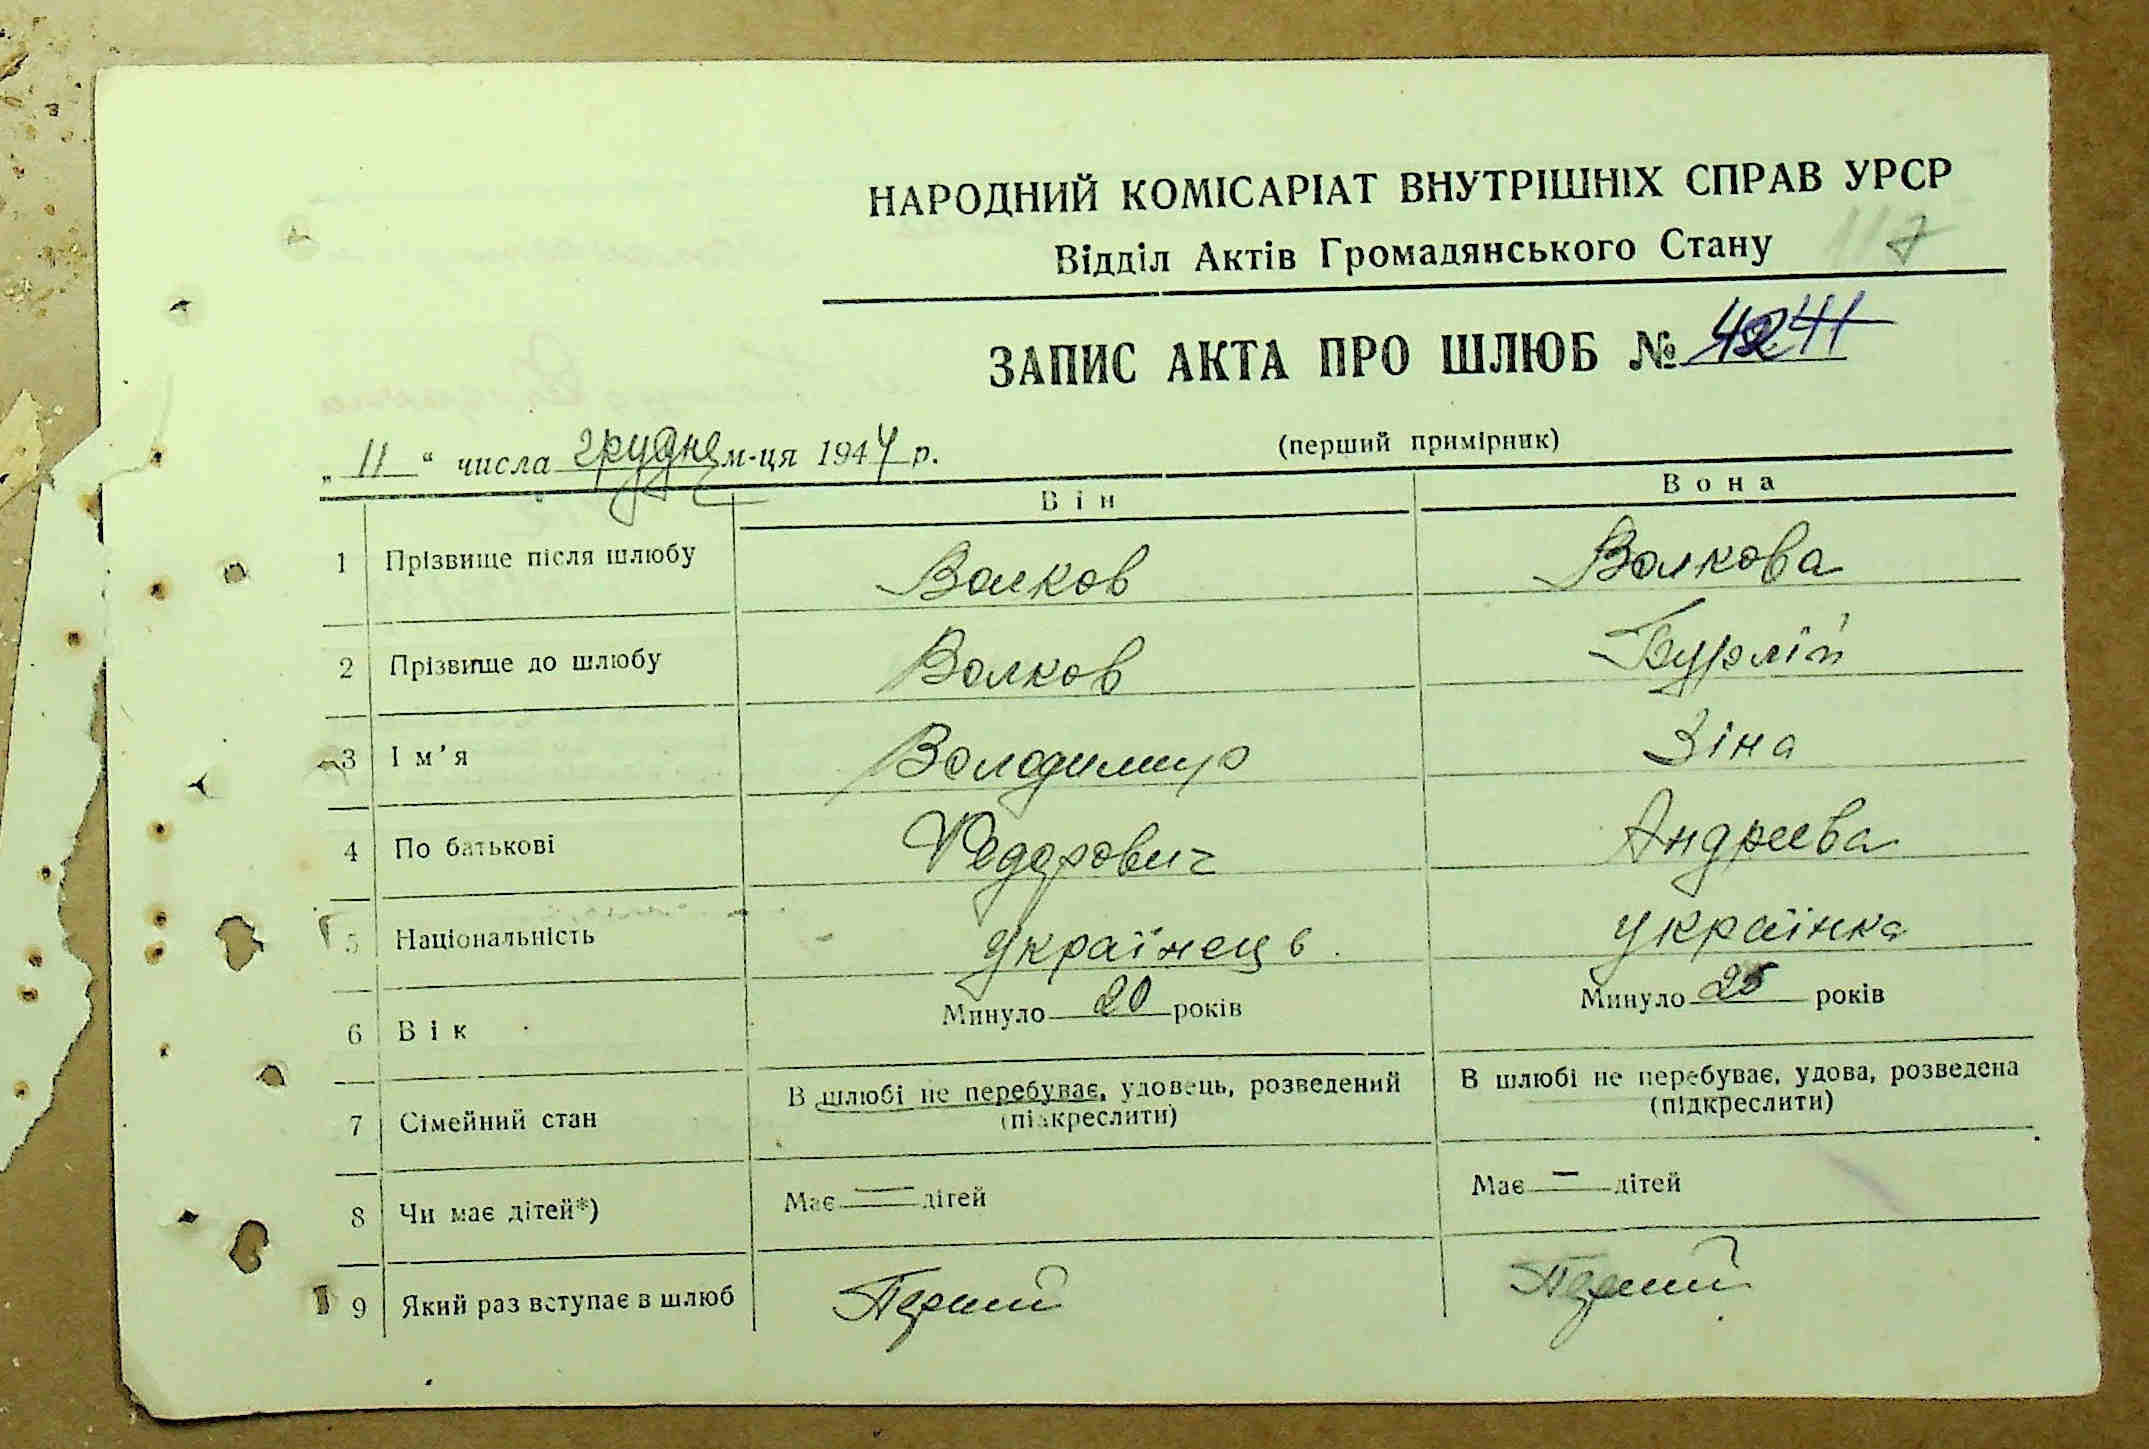 НАРОДНИЙ КОМІСАРІАТ ВНУТРІШНІХ СПРАВ УРСР
Відділ Актів Громадянського Стану 117
ЗАПИС АКТА ПРО ШЛЮБ №
„ 11 “ числа грудня м-ця 1944 р. (перший примірник)
Він Вона
1 Прізвище після шлюбу Волков Волкова
2 Прізвище до шлюбу Волков Бурлій
3 Ім’я Володимир Зіна
4 По батькові Федорович Андреева
5 Національність Українець Українка
6 Вік Минуло 20 років Минуло 25 років
7 Сімейний стан В шлюбі не перебуває, удовець, розведений (підкреслити) В шлюбі не перебуває, удова, розведена (підкреслити)
8 Чи має дітей*) Має — дітей Має — дітей
9 Який раз вступає в шлюб Перший Перший